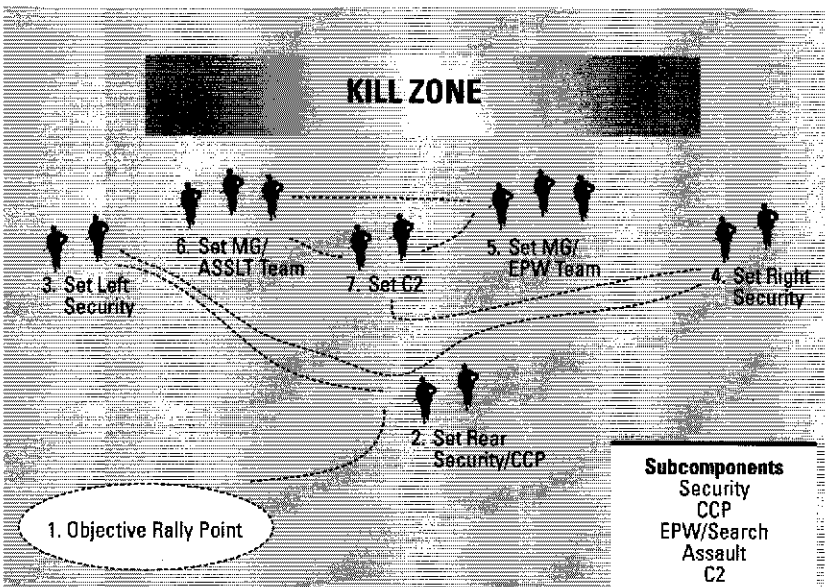 KILL ZONE
6. Set MG/
ASSLT Team
7. Set C2
5. Set MG/
EPW Team
3. Set Left
Security
4. Set Right
Security
2. Set Rear
Security/CCP
1. Objective Rally Point
Subcomponents
Security
CCP
EPW/Search
Assault
C2